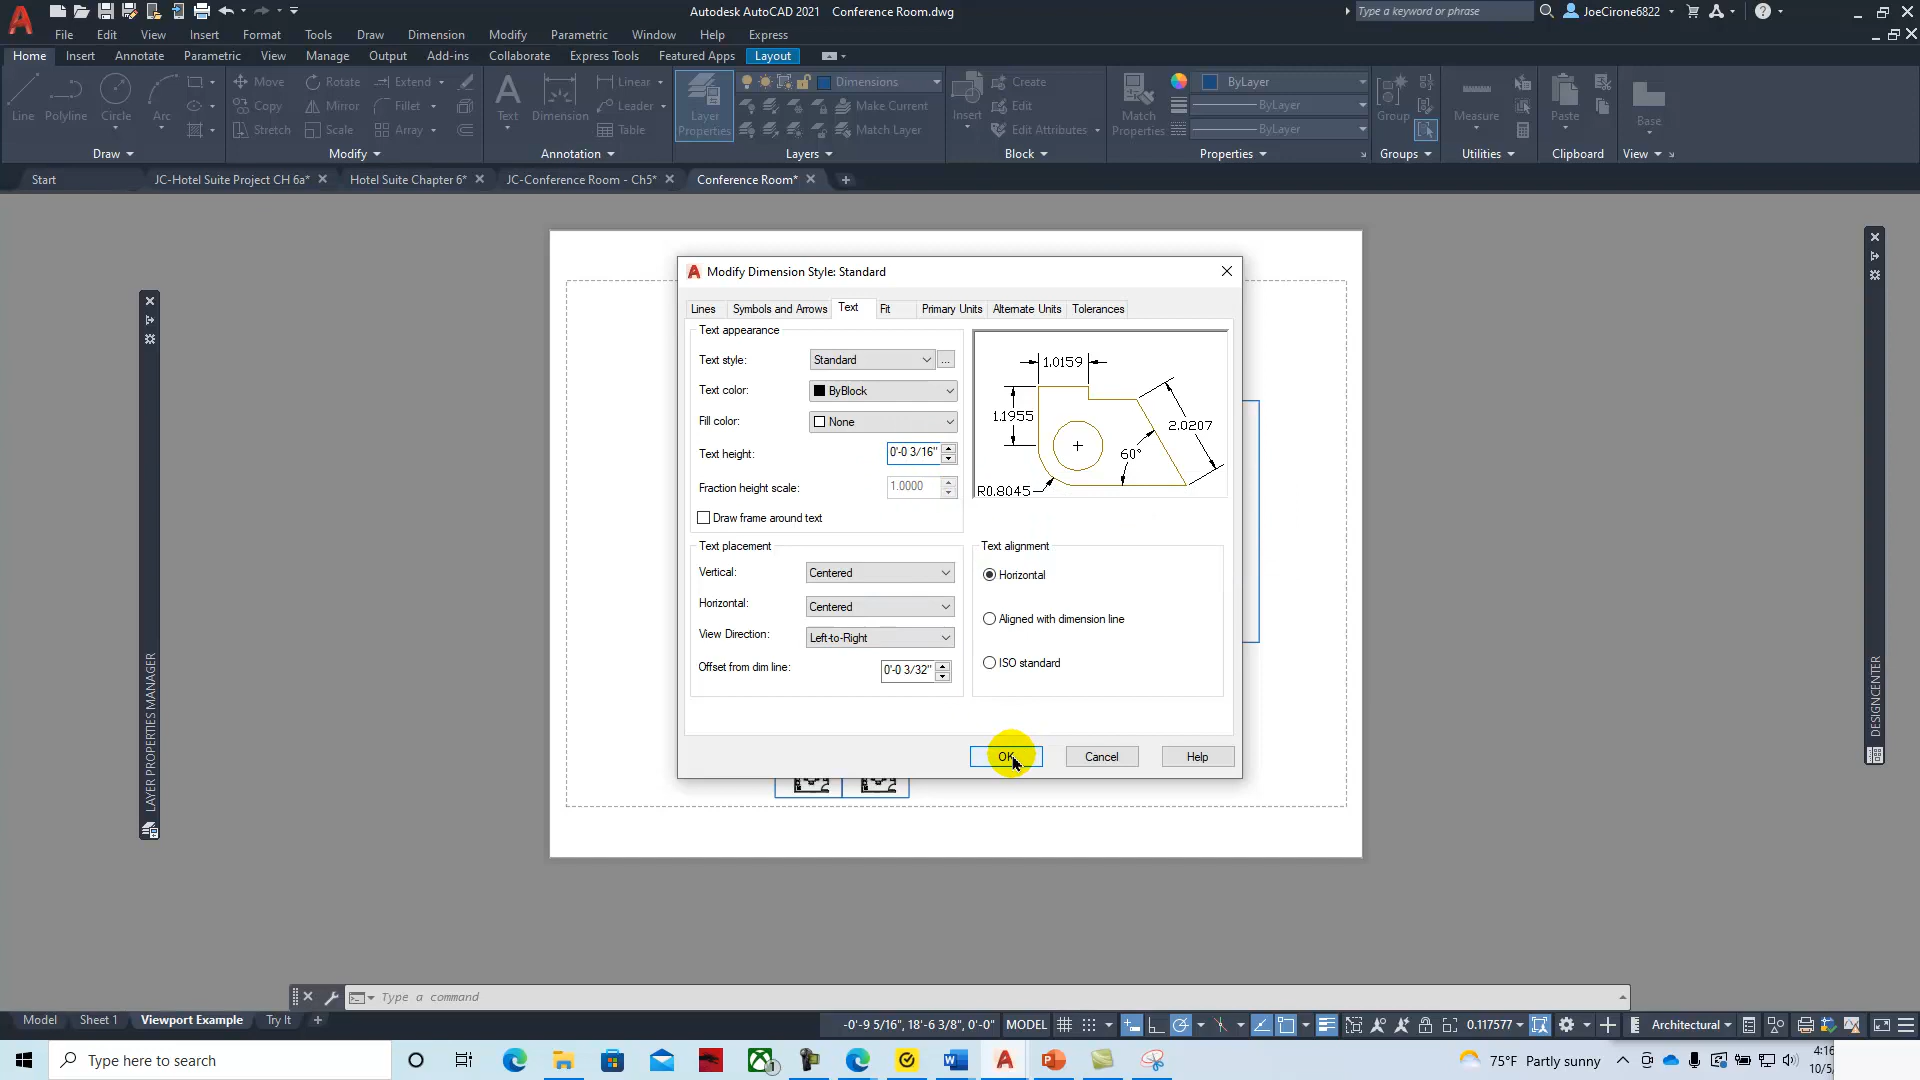 Autodesk AutoCAD 2021 Conference Room.dwg
Type a keyword or phrase
JoeCirone6822
File Edit View Insert Format Tools Draw Dimension Modify Parametric Window Help Express
Home Insert Annotate Parametric View Manage Output Add-ins Collaborate Express Tools Featured Apps Layout
Line Polyline Circle Arc
Move Rotate Extend
Copy Mirror Fillet
Stretch Scale Array
Text Dimension
Linear
Leader
Table
Layer Properties
Dimensions
Make Current
Match Layer
Insert
Create
Edit
Edit Attributes
Match Properties
ByLayer
ByLayer
ByLayer
Group
Measure
Paste
Base
Draw Modify Annotation Layers Block Properties Groups Utilities Clipboard View
Start JC-Hotel Suite Project CH 6a* Hotel Suite Chapter 6* JC-Conference Room - Ch5* Conference Room*
LAYER PROPERTIES MANAGER
DESIGNCENTER
Modify Dimension Style: Standard
Lines Symbols and Arrows Text Fit Primary Units Alternate Units Tolerances
Text appearance
Text style: Standard ...
Text color: ByBlock
Fill color: None
Text height: 0'-0 3/16"
Fraction height scale: 1.0000
Draw frame around text
1.0159
1.1955
2.0207
60°
R0.8045
Text placement
Vertical: Centered
Horizontal: Centered
View Direction: Left-to-Right
Offset from dim line: 0'-0 3/32"
Text alignment
Horizontal
Aligned with dimension line
ISO standard
OK Cancel Help
Type a command
Model Sheet 1 Viewport Example Try It
-0'-9 5/16", 18'-6 3/8", 0'-0" MODEL 0.117577 Architectural
Type here to search
75°F Partly sunny
4:16
10/5/